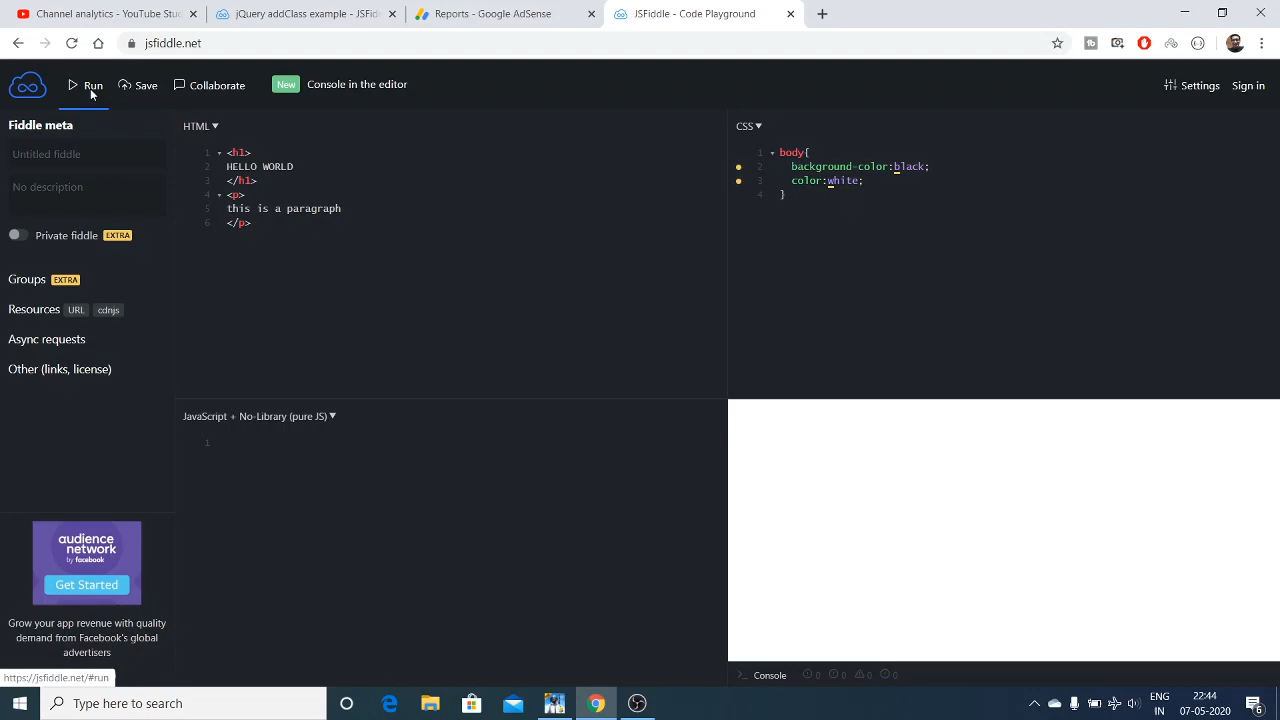 Channel analytics - YouTube Stu
jQuery addClass example - JSFid
Reports - Google AdSense
JSFiddle - Code Playground
jsfiddle.net
Run
Save
Collaborate
New
Console in the editor
Settings
Sign in
Fiddle meta
Untitled fiddle
No description
Private fiddle EXTRA
Groups EXTRA
Resources URL cdnjs
Async requests
Other (links, license)
HTML
1 <h1>
2 HELLO WORLD
3 </h1>
4 <p>
5 this is a paragraph
6 </p>
CSS
1 body{
2 background-color:black;
3 color:white;
4 }
JavaScript + No-Library (pure JS)
1
audience
network
by facebook
Get Started
Grow your app revenue with quality
demand from Facebook's global
advertisers
https://jsfiddle.net/#run
Console 0 0 0 0
Type here to search
ENG
IN
22:44
07-05-2020
6